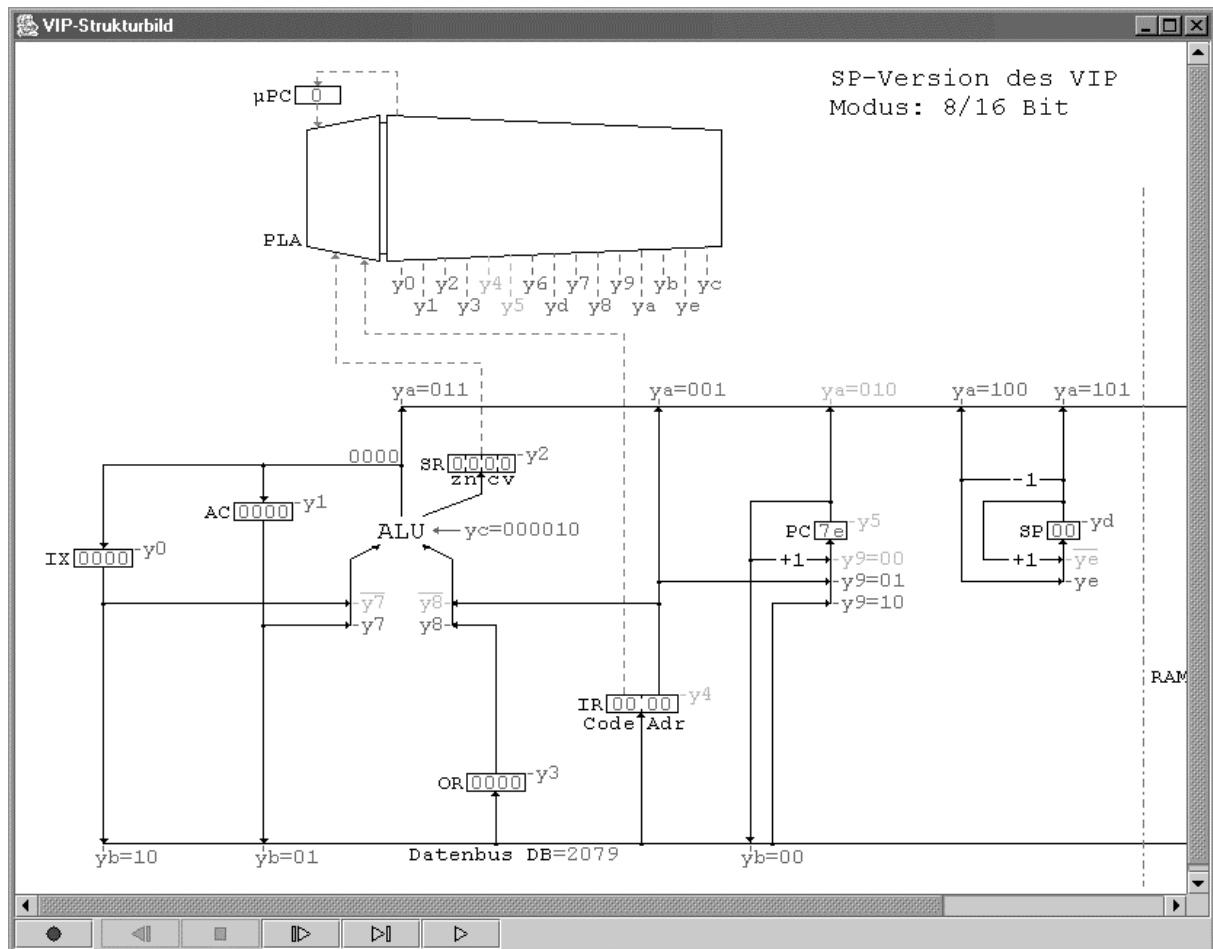 VIP-Strukturbild
SP-Version des VIP
Modus: 8/16 Bit
µPC 0
PLA
y0 y2 y4 y6 y7 y9 yb yc
y1 y3 y5 yd y8 ya ye
ya=011 ya=001 ya=010 ya=100 ya=101
0000 SR 0000 y2
zn cv
-1
AC 0000 y1
ALU yc=000010
PC 7e y5
SP 00 yd
IX 0000 y0
+1 y9=00
+1 ye
y9=01
ye
y7 y8
y9=10
y7 y8
RAM
IR 00 00 y4
Code Adr
OR 0000 y3
yb=10 yb=01 Datenbus DB=2079 yb=00